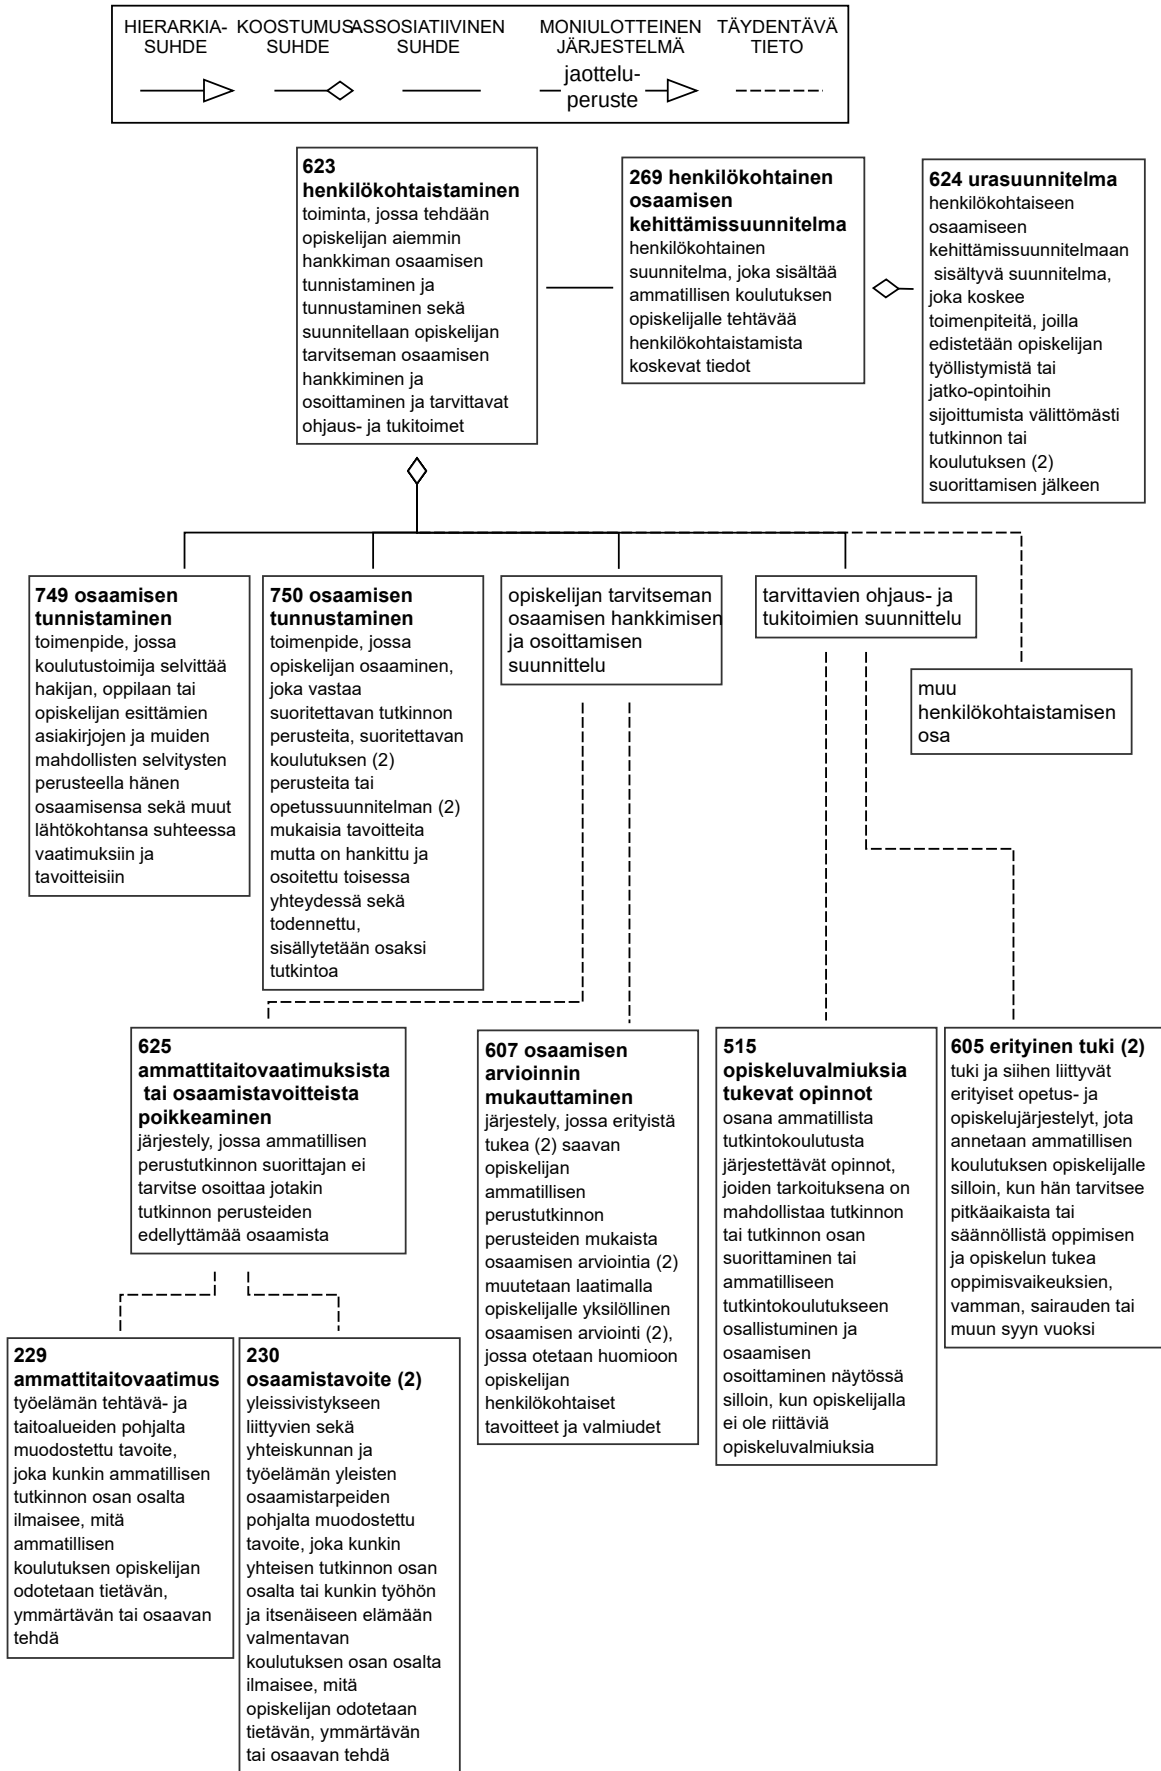 HIERARKIA-
SUHDE
KOOSTUMUS
SUHDE
ASSOSIATIIVINEN
SUHDE
MONIULOTTEINEN
JÄRJESTELMÄ
TÄYDENTÄVÄ
TIETO
jaottelu-
peruste
623
henkilökohtaistaminen
toiminta, jossa tehdään
opiskelijan aiemmin
hankkiman osaamisen
tunnistaminen ja
tunnustaminen sekä
suunnitellaan opiskelijan
tarvitseman osaamisen
hankkiminen ja
osoittaminen ja tarvittavat
ohjaus- ja tukitoimet
269 henkilökohtainen
osaamisen
kehittämissuunnitelma
henkilökohtainen
suunnitelma, joka sisältää
ammatillisen koulutuksen
opiskelijalle tehtävää
henkilökohtaistamista
koskevat tiedot
624 urasuunnitelma
henkilökohtaiseen
osaamiseen
kehittämissuunnitelmaan
sisältyvä suunnitelma,
joka koskee
toimenpiteitä, joilla
edistetään opiskelijan
työllistymistä tai
jatko-opintoihin
sijoittumista välittömästi
tutkinnon tai
koulutuksen (2)
suorittamisen jälkeen
749 osaamisen
tunnistaminen
toimenpide, jossa
koulutustoimija selvittää
hakijan, oppilaan tai
opiskelijan esittämien
asiakirjojen ja muiden
mahdollisten selvitysten
perusteella hänen
osaamisensa sekä muut
lähtökohtansa suhteessa
vaatimuksiin ja
tavoitteisiin
750 osaamisen
tunnustaminen
toimenpide, jossa
opiskelijan osaaminen,
joka vastaa
suoritettavan tutkinnon
perusteita, suoritettavan
koulutuksen (2)
perusteita tai
opetussuunnitelman (2)
mukaisia tavoitteita
mutta on hankittu ja
osoitettu toisessa
yhteydessä sekä
todennettu,
sisällytetään osaksi
tutkintoa
opiskelijan tarvitseman
osaamisen hankkimisen
ja osoittamisen
suunnittelu
tarvittavien ohjaus- ja
tukitoimien suunnittelu
muu
henkilökohtaistamisen
osa
625
ammattitaitovaatimuksista
tai osaamistavoitteista
poikkeaminen
järjestely, jossa ammatillisen
perustutkinnon suorittajan ei
tarvitse osoittaa jotakin
tutkinnon perusteiden
edellyttämää osaamista
607 osaamisen
arvioinnin
mukauttaminen
järjestely, jossa erityistä
tukea (2) saavan
opiskelijan
ammatillisen
perustutkinnon
perusteiden mukaista
osaamisen arviointia (2)
muutetaan laatimalla
opiskelijalle yksilöllinen
osaamisen arviointi (2),
jossa otetaan huomioon
opiskelijan
henkilökohtaiset
tavoitteet ja valmiudet
515
opiskeluvalmiuksia
tukevat opinnot
osana ammatillista
tutkintokoulutusta
järjestettävät opinnot,
joiden tarkoituksena on
mahdollistaa tutkinnon
tai tutkinnon osan
suorittaminen tai
ammatilliseen
tutkintokoulutukseen
osallistuminen ja
osaamisen
osoittaminen näytössä
silloin, kun opiskelijalla
ei ole riittäviä
opiskeluvalmiuksia
605 erityinen tuki (2)
tuki ja siihen liittyvät
erityiset opetus- ja
opiskelujärjestelyt, jota
annetaan ammatillisen
koulutuksen opiskelijalle
silloin, kun hän tarvitsee
pitkäaikaista tai
säännöllistä oppimisen
ja opiskelun tukea
oppimisvaikeuksien,
vamman, sairauden tai
muun syyn vuoksi
229
ammattitaitovaatimus
työelämän tehtävä- ja
taitoalueiden pohjalta
muodostettu tavoite,
joka kunkin ammatillisen
tutkinnon osan osalta
ilmaisee, mitä
ammatillisen
koulutuksen opiskelijan
odotetaan tietävän,
ymmärtävän tai osaavan
tehdä
230
osaamistavoite (2)
yleissivistykseen
liittyvien sekä
yhteiskunnan ja
työelämän yleisten
osaamistarpeiden
pohjalta muodostettu
tavoite, joka kunkin
yhteisen tutkinnon osan
osalta tai kunkin työhön
ja itsenäiseen elämään
valmentavan
koulutuksen osan osalta
ilmaisee, mitä
opiskelijan odotetaan
tietävän, ymmärtävän
tai osaavan tehdä